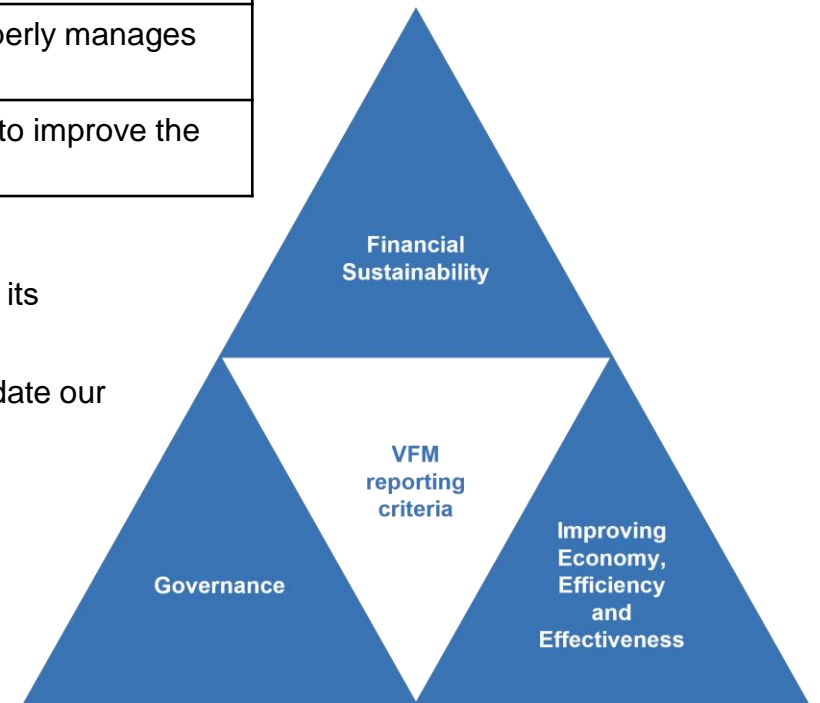 perly manages
to improve the
its
date our
Financial
Sustainability
VFM
reporting
criteria
Governance
Improving
Economy,
Efficiency
and
Effectiveness